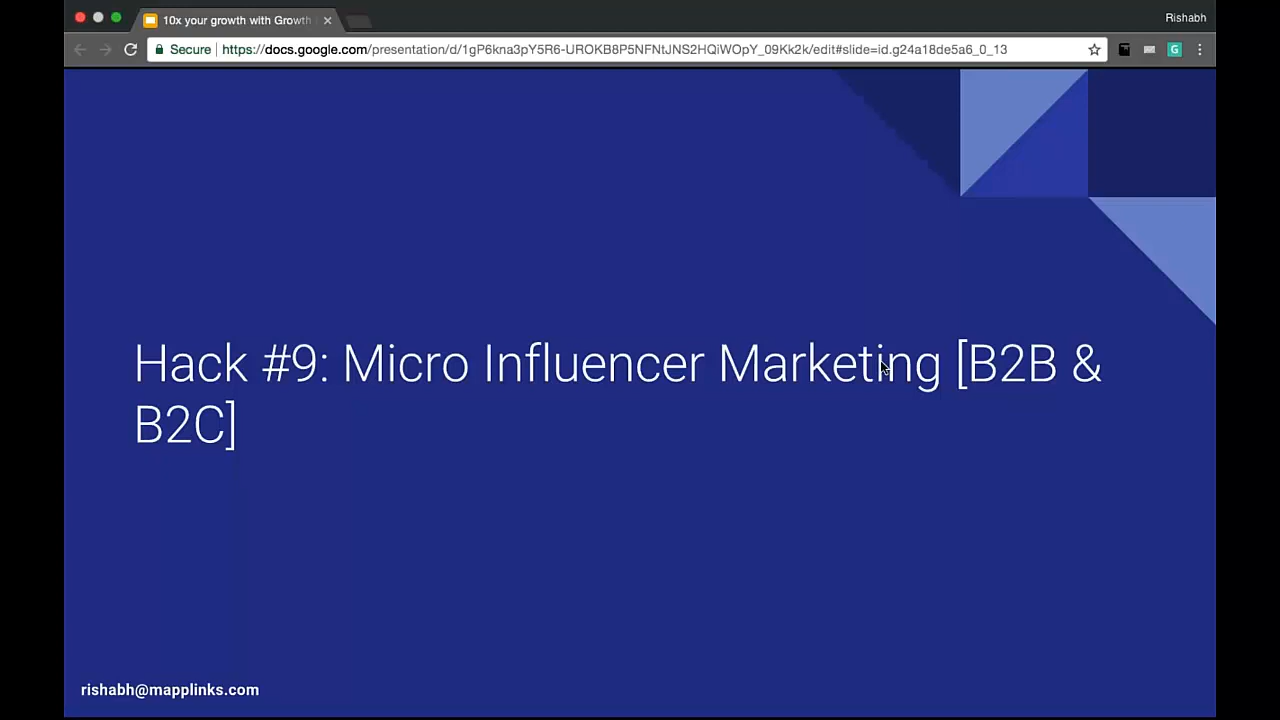 10x your growth with Growth
Rishabh
Secure
https://docs.google.com/presentation/d/1gP6kna3pY5R6-UROKB8P5NFNtJNS2HQiWOpY_09Kk2k/edit#slide=id.g24a18de5a6_0_13
G
Hack #9: Micro Influencer Marketing [B2B &
B2C]
rishabh@mapplinks.com